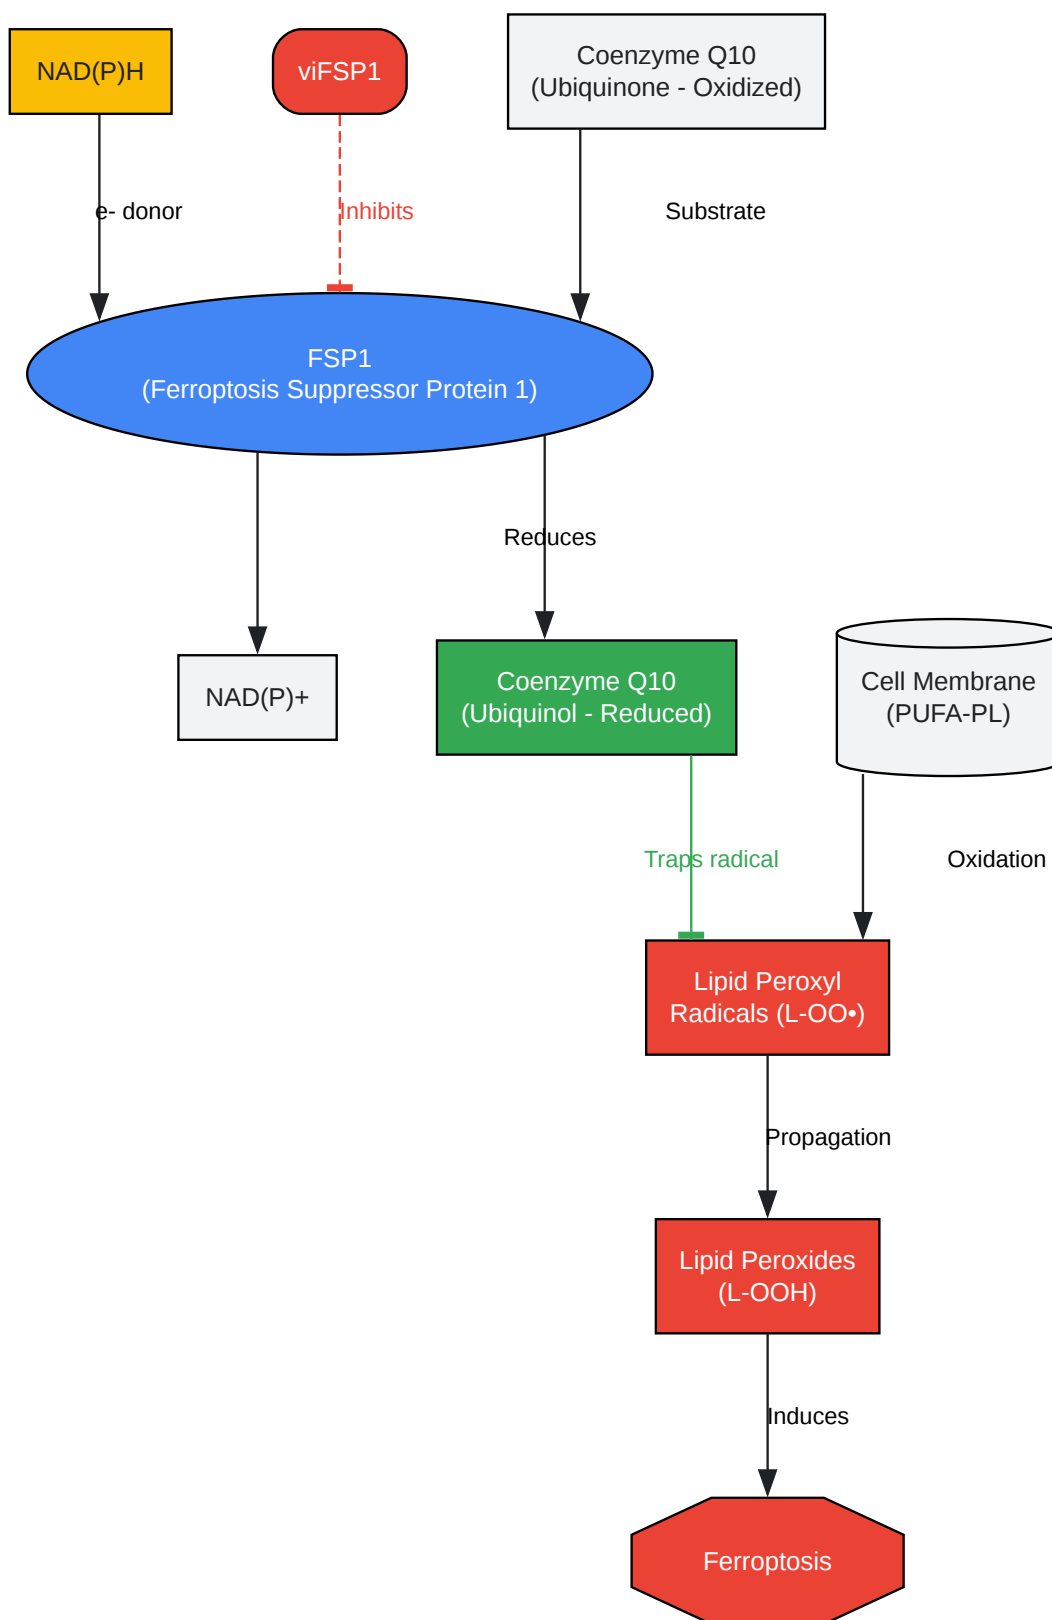 NAD(P)H
viFSP1
Coenzyme Q10
(Ubiquinone - Oxidized)
e- donor
Inhibits
Substrate
FSP1
(Ferroptosis Suppressor Protein 1)
Reduces
NAD(P)+
Coenzyme Q10
(Ubiquinol - Reduced)
Cell Membrane
(PUFA-PL)
Traps radical
Oxidation
Lipid Peroxyl
Radicals (L-OO•)
Propagation
Lipid Peroxides
(L-OOH)
Induces
Ferroptosis